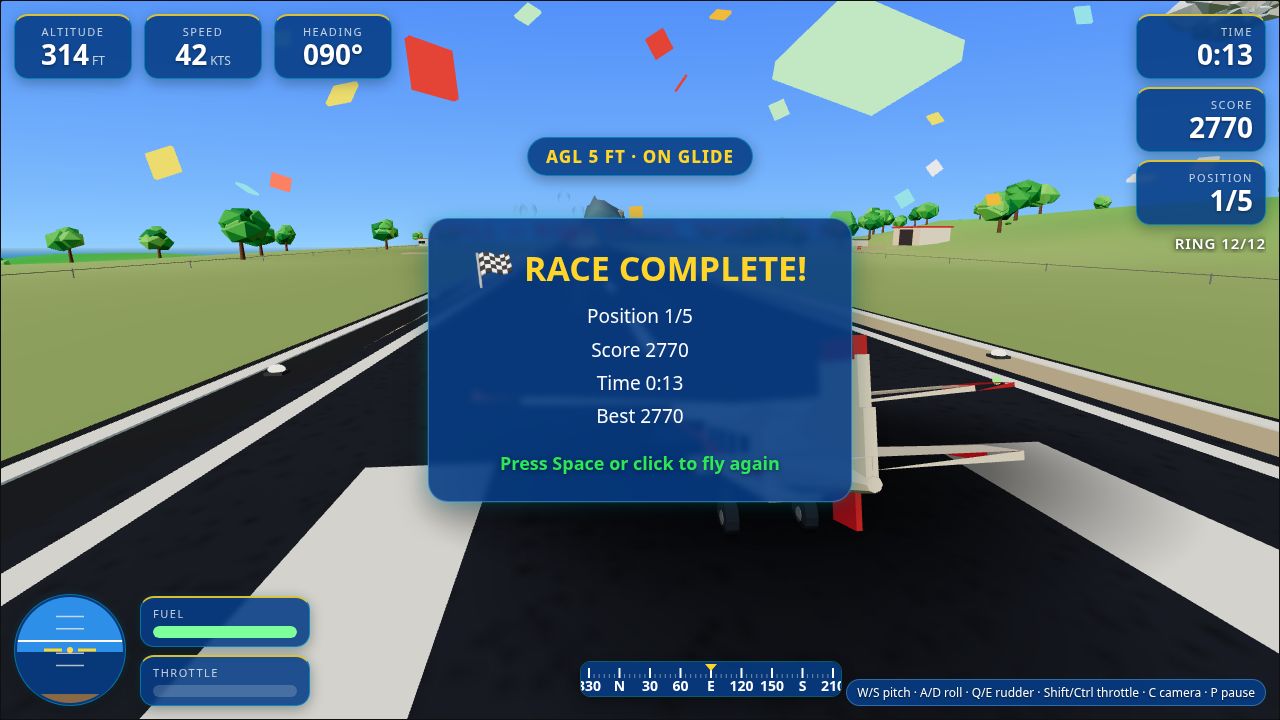 ALTITUDE
314 FT
SPEED
42 KTS
HEADING
090°
TIME
0:13
SCORE
2770
POSITION
1/5
RING 12/12
AGL 5 FT · ON GLIDE
RACE COMPLETE!
Position 1/5
Score 2770
Time 0:13
Best 2770
Press Space or click to fly again
FUEL
THROTTLE
330 N 30 60 E 120 150 S 210
W/S pitch · A/D roll · Q/E rudder · Shift/Ctrl throttle · C camera · P pause